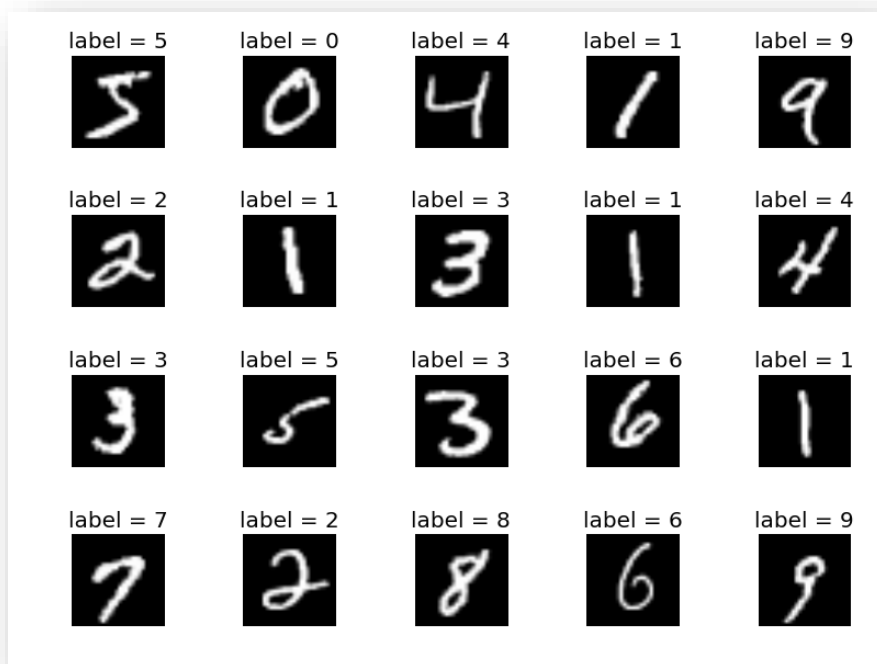 label = 5 label = 0 label = 4 label = 1 label = 9
5 0 4 1 9
label = 2 label = 1 label = 3 label = 1 label = 4
2 1 3 1 4
label = 3 label = 5 label = 3 label = 6 label = 1
3 5 3 6 1
label = 7 label = 2 label = 8 label = 6 label = 9
7 2 8 6 9